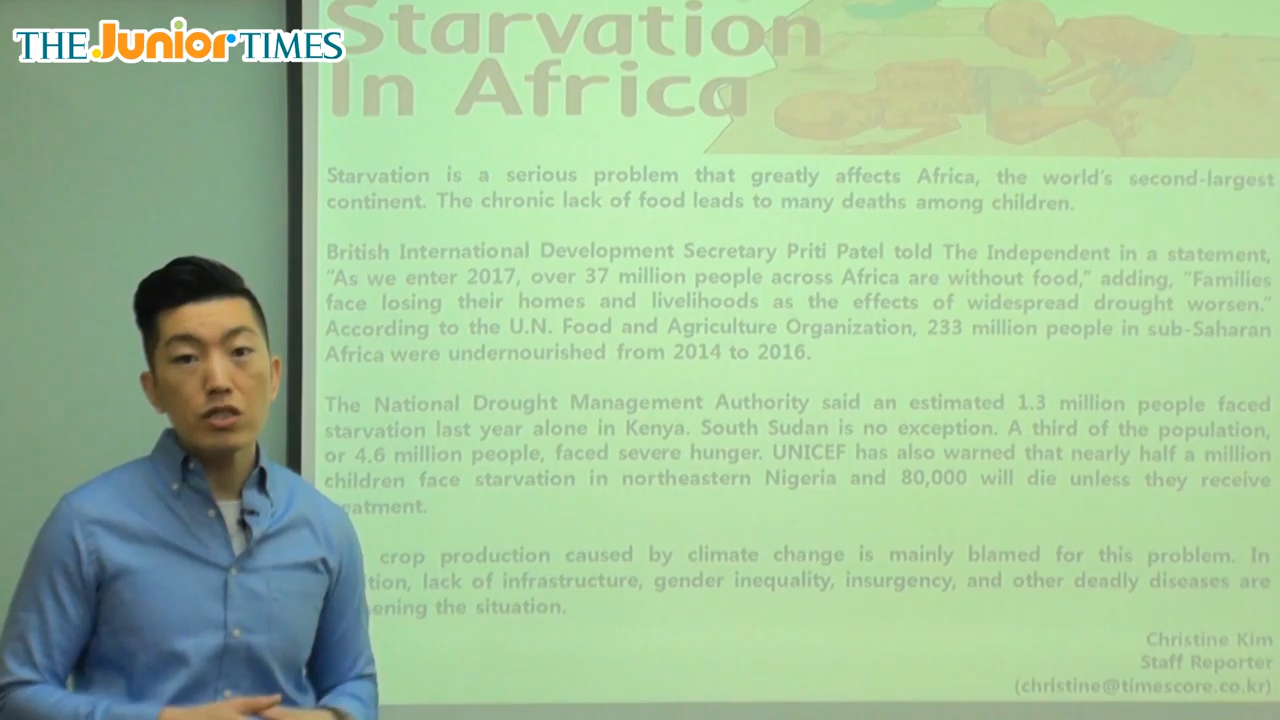 THE Junior TIMES
Starvation
In Africa
Starvation is a serious problem that greatly affects Africa, the world's second-largest
continent. The chronic lack of food leads to many deaths among children.
British International Development Secretary Priti Patel told The Independent in a statement,
"As we enter 2017, over 37 million people across Africa are without food," adding, "Families
face losing their homes and livelihoods as the effects of widespread drought worsen."
According to the U.N. Food and Agriculture Organization, 233 million people in sub-Saharan
Africa were undernourished from 2014 to 2016.
The National Drought Management Authority said an estimated 1.3 million people faced
starvation last year alone in Kenya. South Sudan is no exception. A third of the population,
or 4.6 million people, faced severe hunger. UNICEF has also warned that nearly half a million
children face starvation in northeastern Nigeria and 80,000 will die unless they receive
eatment.
crop production caused by climate change is mainly blamed for this problem. In
ition, lack of infrastructure, gender inequality, insurgency, and other deadly diseases are
ening the situation.
Christine Kim
Staff Reporter
(christine@timescore.co.kr)